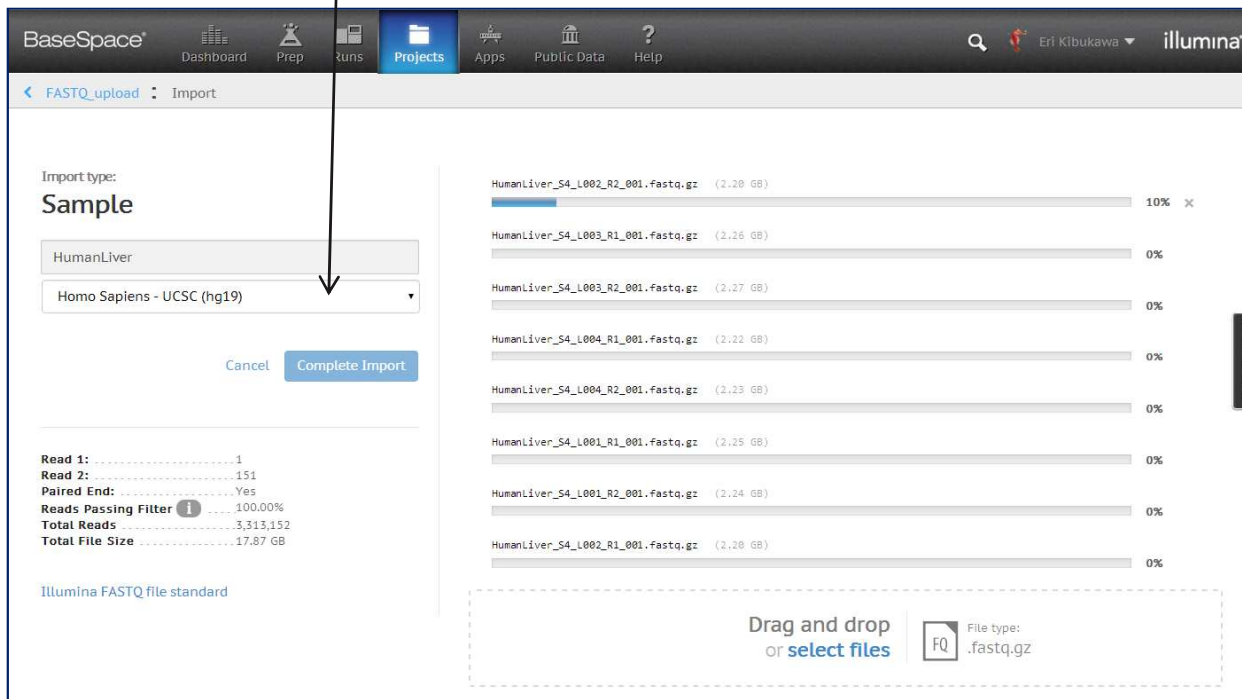 BaseSpace®
Dashboard
Prep
Runs
Projects
Apps
Public Data
? Help
Eri Kibukawa
illumina®
FASTQ_upload : Import
Import type:
Sample
HumanLiver
Homo Sapiens - UCSC (hg19)
Cancel Complete Import
Read 1: ........................1
Read 2: ........................151
Paired End: ....................Yes
Reads Passing Filter i .....100.00%
Total Reads ...................3,313,152
Total File Size .................17.87 GB
Illumina FASTQ file standard
HumanLiver_S4_L002_R2_001.fastq.gz (2.20 GB)
10% ×
HumanLiver_S4_L003_R1_001.fastq.gz (2.26 GB)
0%
HumanLiver_S4_L003_R2_001.fastq.gz (2.27 GB)
0%
HumanLiver_S4_L004_R1_001.fastq.gz (2.22 GB)
0%
HumanLiver_S4_L004_R2_001.fastq.gz (2.23 GB)
0%
HumanLiver_S4_L001_R1_001.fastq.gz (2.25 GB)
0%
HumanLiver_S4_L001_R2_001.fastq.gz (2.24 GB)
0%
HumanLiver_S4_L002_R1_001.fastq.gz (2.20 GB)
0%
Drag and drop
or select files
FQ
File type:
.fastq.gz